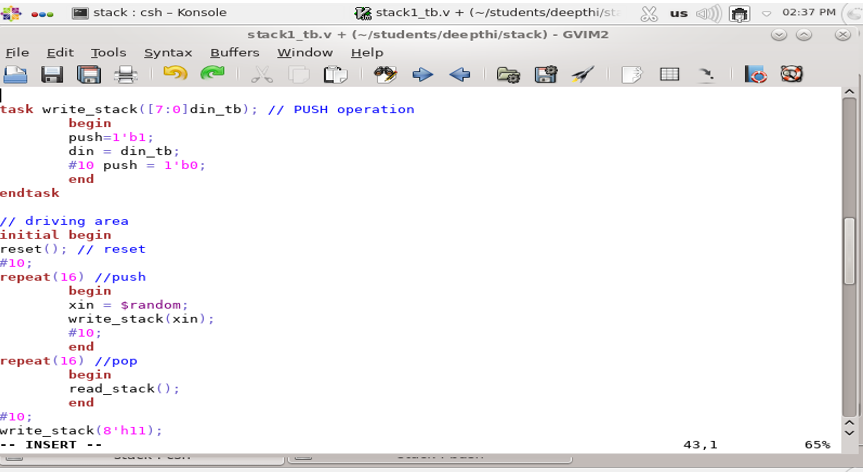 stack : csh – Konsole
stack1_tb.v + (~/students/deepthi/st
us
02:37 PM
stack1_tb.v + (~/students/deepthi/stack) - GVIM2
File Edit Tools Syntax Buffers Window Help
task write_stack([7:0]din_tb); // PUSH operation
begin
push=1'b1;
din = din_tb;
#10 push = 1'b0;
end
endtask
// driving area
initial begin
reset(); // reset
#10;
repeat(16) //push
begin
xin = $random;
write_stack(xin);
#10;
end
repeat(16) //pop
begin
read_stack();
end
#10;
write_stack(8'h11);
-- INSERT --
43,1
65%